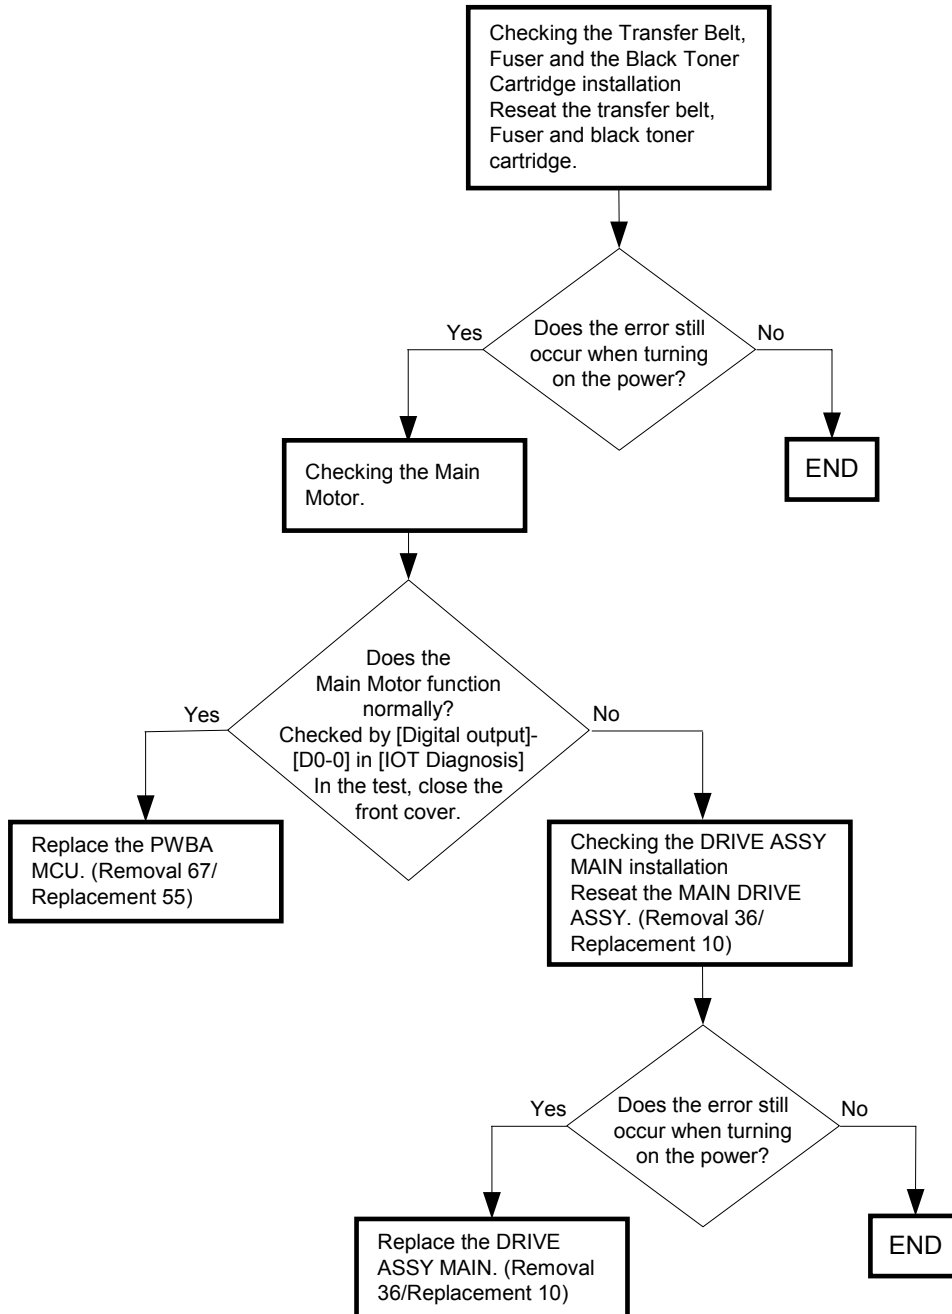 Checking the Transfer Belt,
Fuser and the Black Toner
Cartridge installation
Reseat the transfer belt,
Fuser and black toner
cartridge.
Does the error still
occur when turning
on the power?
Yes
No
Checking the Main
Motor.
END
Does the
Main Motor function
normally?
Checked by [Digital output]-
[D0-0] in [IOT Diagnosis]
In the test, close the
front cover.
Yes
No
Replace the PWBA
MCU. (Removal 67/
Replacement 55)
Checking the DRIVE ASSY
MAIN installation
Reseat the MAIN DRIVE
ASSY. (Removal 36/
Replacement 10)
Does the error still
occur when turning
on the power?
Yes
No
Replace the DRIVE
ASSY MAIN. (Removal
36/Replacement 10)
END